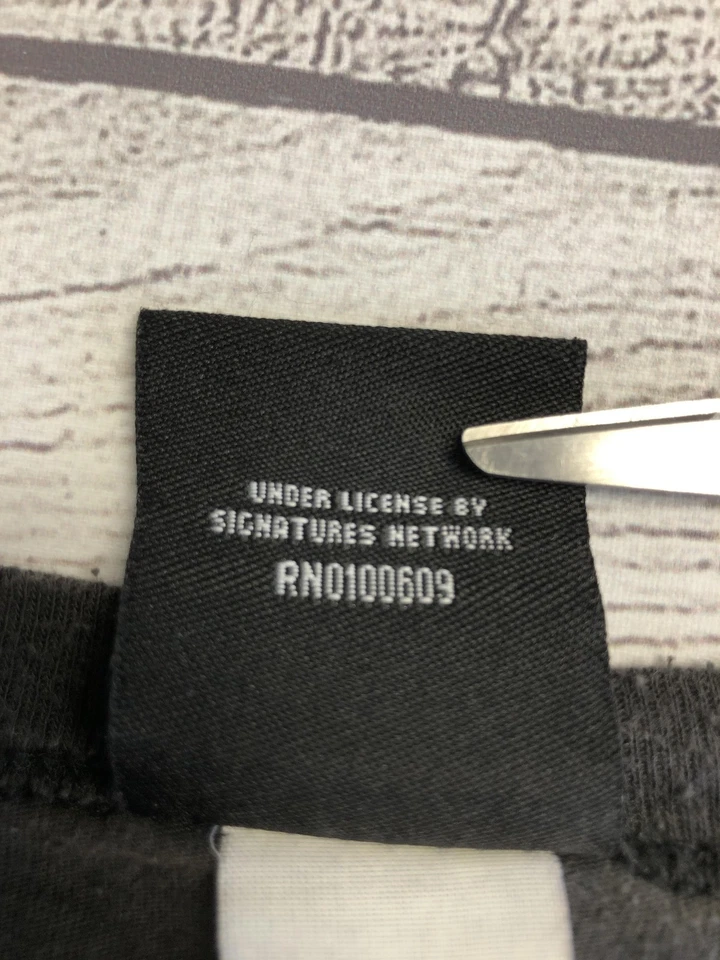 UNDER LICENSE BY
SIGNATURES NETWORK
RN0100609